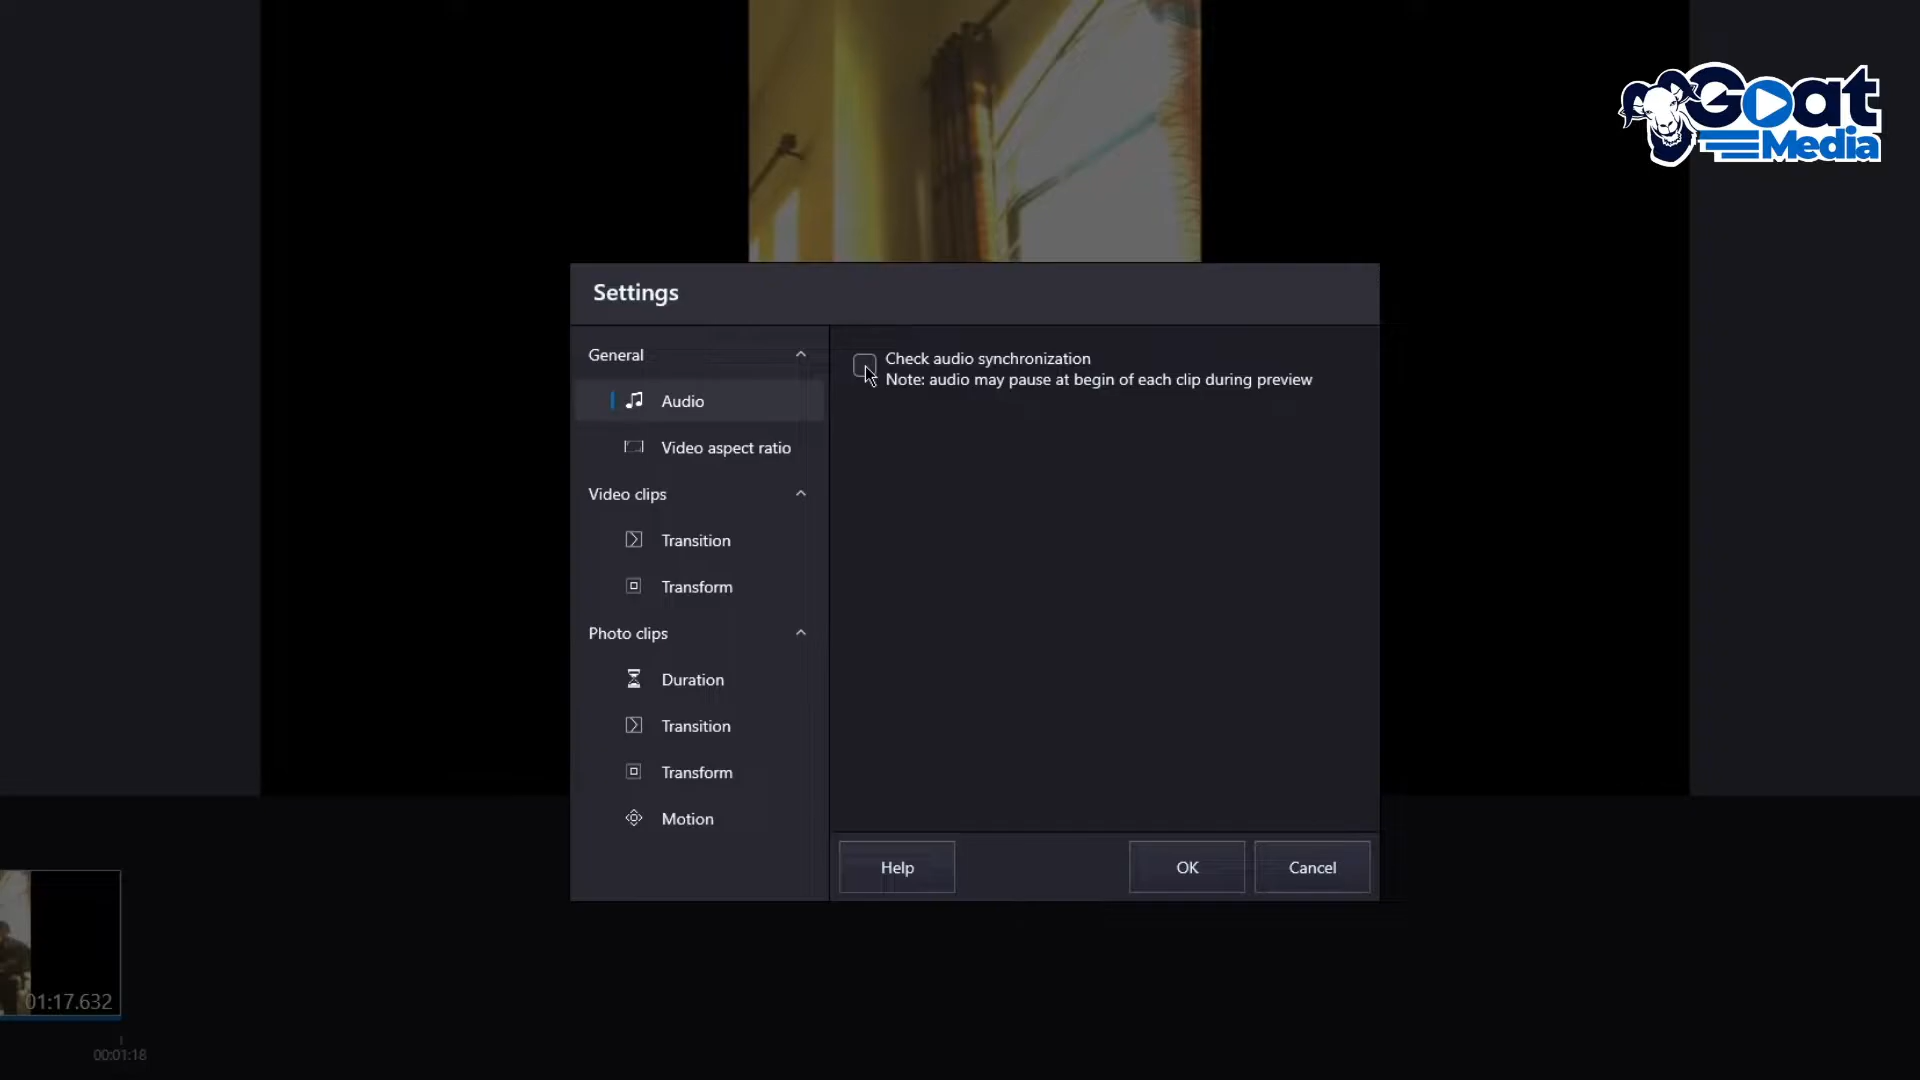 Goat
Media
Settings
General
Audio
Video aspect ratio
Video clips
Transition
Transform
Photo clips
Duration
Transition
Transform
Motion
Check audio synchronization
Note: audio may pause at begin of each clip during preview
Help
OK
Cancel
01:17.632
00:01:18